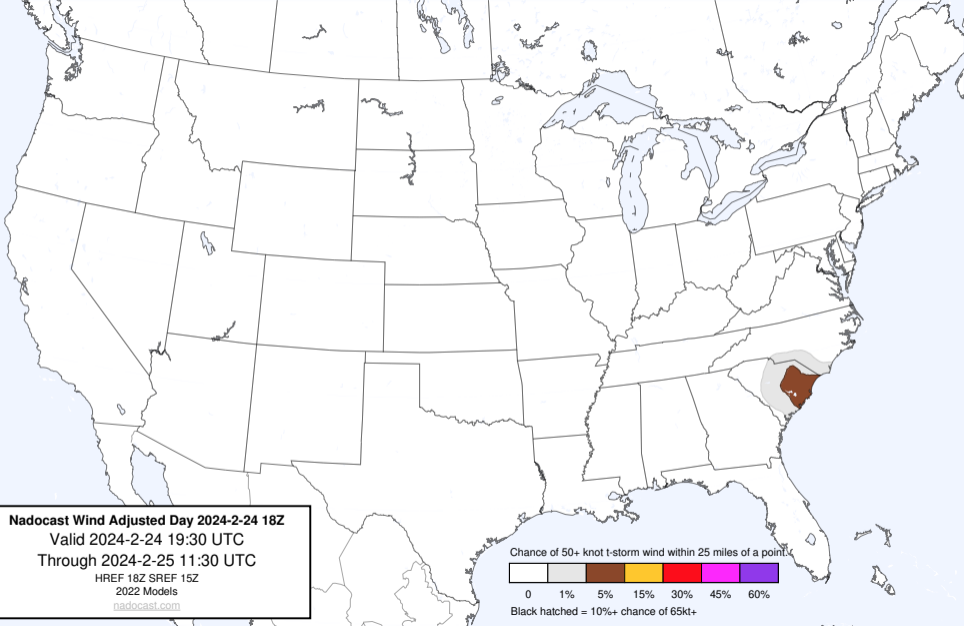 Nadocast Wind Adjusted Day 2024-2-24 18Z
Valid 2024-2-24 19:30 UTC
Through 2024-2-25 11:30 UTC
HREF 18Z SREF 15Z
2022 Models
nadocast.com
Chance of 50+ knot t-storm wind within 25 miles of a point.
0 1% 5% 15% 30% 45% 60%
Black hatched = 10%+ chance of 65kt+